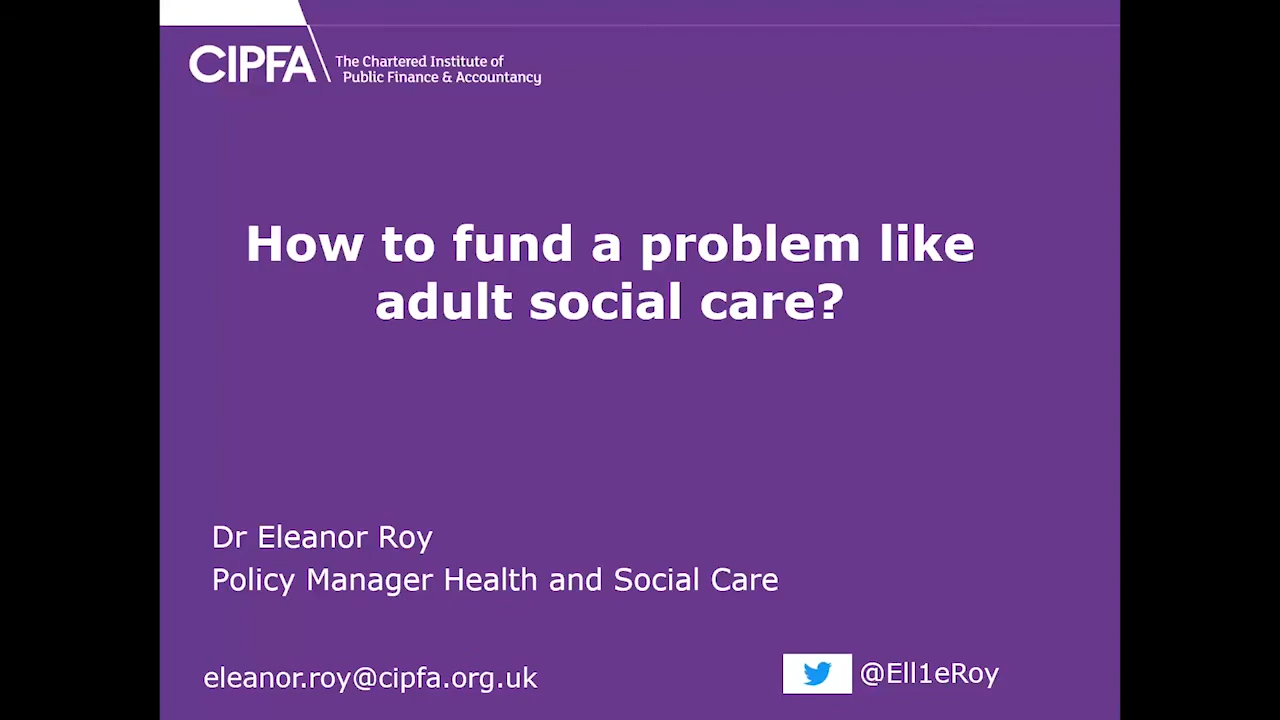 CIPFA
The Chartered Institute of
Public Finance & Accountancy
How to fund a problem like
adult social care?
Dr Eleanor Roy
Policy Manager Health and Social Care
eleanor.roy@cipfa.org.uk
@Ell1eRoy